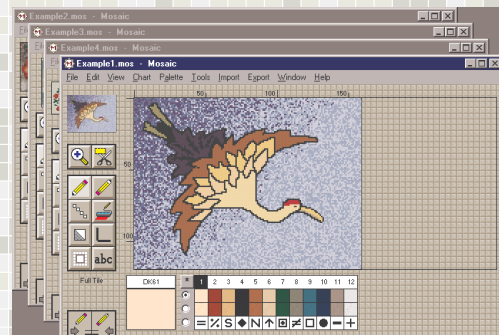 Example2.mos - Mosaic
Example3.mos - Mosaic
Example4.mos - Mosaic
Example1.mos - Mosaic
File Edit View Chart Palette Tools Import Export Window Help
50 100 150
50
100
abc
Full Tile
DK61
* 1 2 3 4 5 6 7 8 9 10 11 12